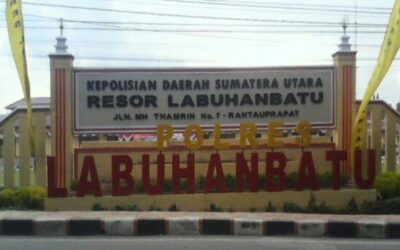 KEPOLISIAN DAERAH SUMATERA UTARA
RESOR LABUHANBATU
JLN. MH THAMRIN No. 7 - RANTAUPRAPAT
POLRES
LABUHANBATU